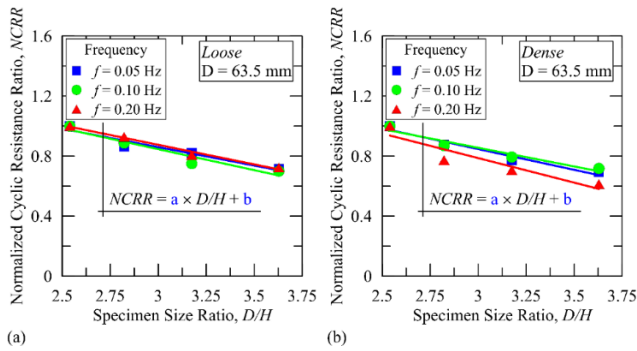 Normalized Cyclic Resistance Ratio, NCRR
1.6
1.2
0.8
0.4
0
Frequency
f = 0.05 Hz
f = 0.10 Hz
f = 0.20 Hz
Loose
D = 63.5 mm
NCRR = a × D/H + b
2.5 2.75 3 3.25 3.5 3.75
Specimen Size Ratio, D/H
(a)
Normalized Cyclic Resistance Ratio, NCRR
1.6
1.2
0.8
0.4
0
Frequency
f = 0.05 Hz
f = 0.10 Hz
f = 0.20 Hz
Dense
D = 63.5 mm
NCRR = a × D/H + b
2.5 2.75 3 3.25 3.5 3.75
Specimen Size Ratio, D/H
(b)